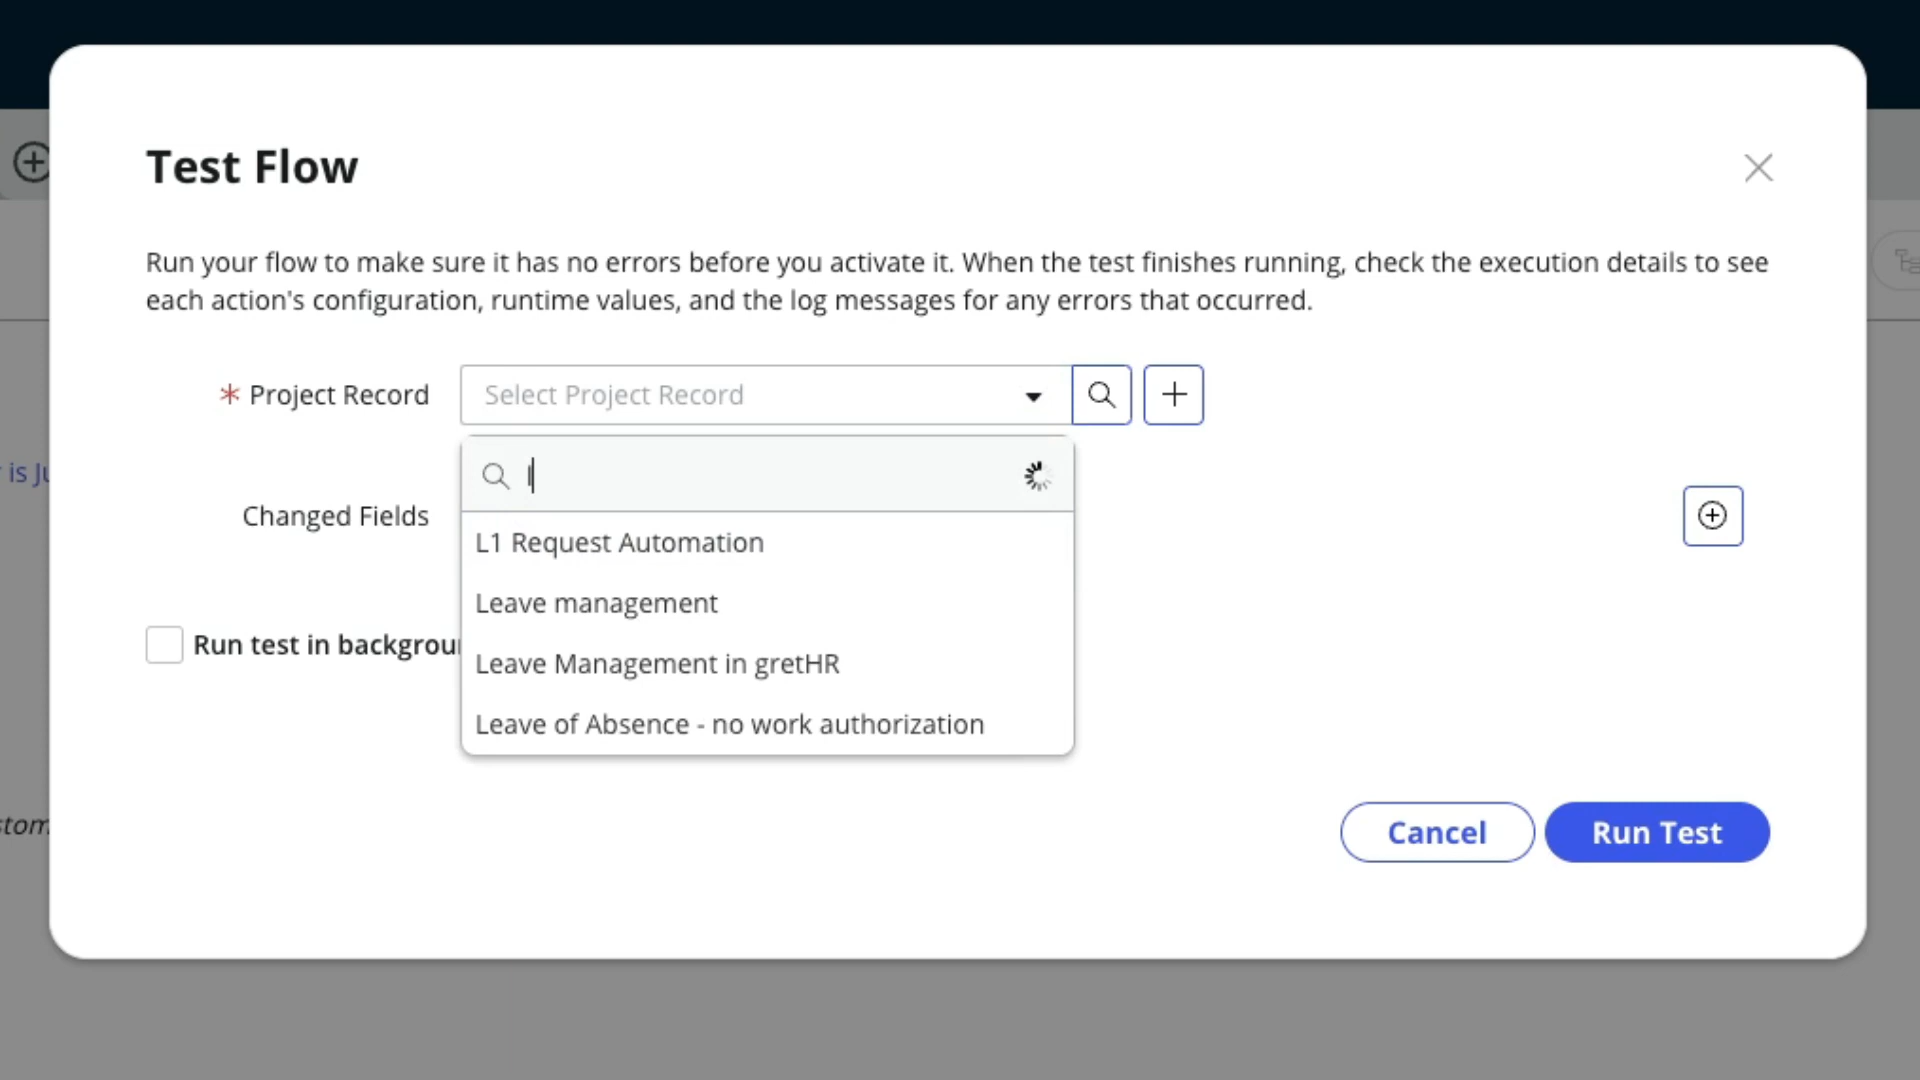 Test Flow
Run your flow to make sure it has no errors before you activate it. When the test finishes running, check the execution details to see
each action's configuration, runtime values, and the log messages for any errors that occurred.
* Project Record
Select Project Record
is Ju
l
Changed Fields
L1 Request Automation
Leave management
Run test in backgrou
Leave Management in gretHR
Leave of Absence - no work authorization
stom
Cancel
Run Test